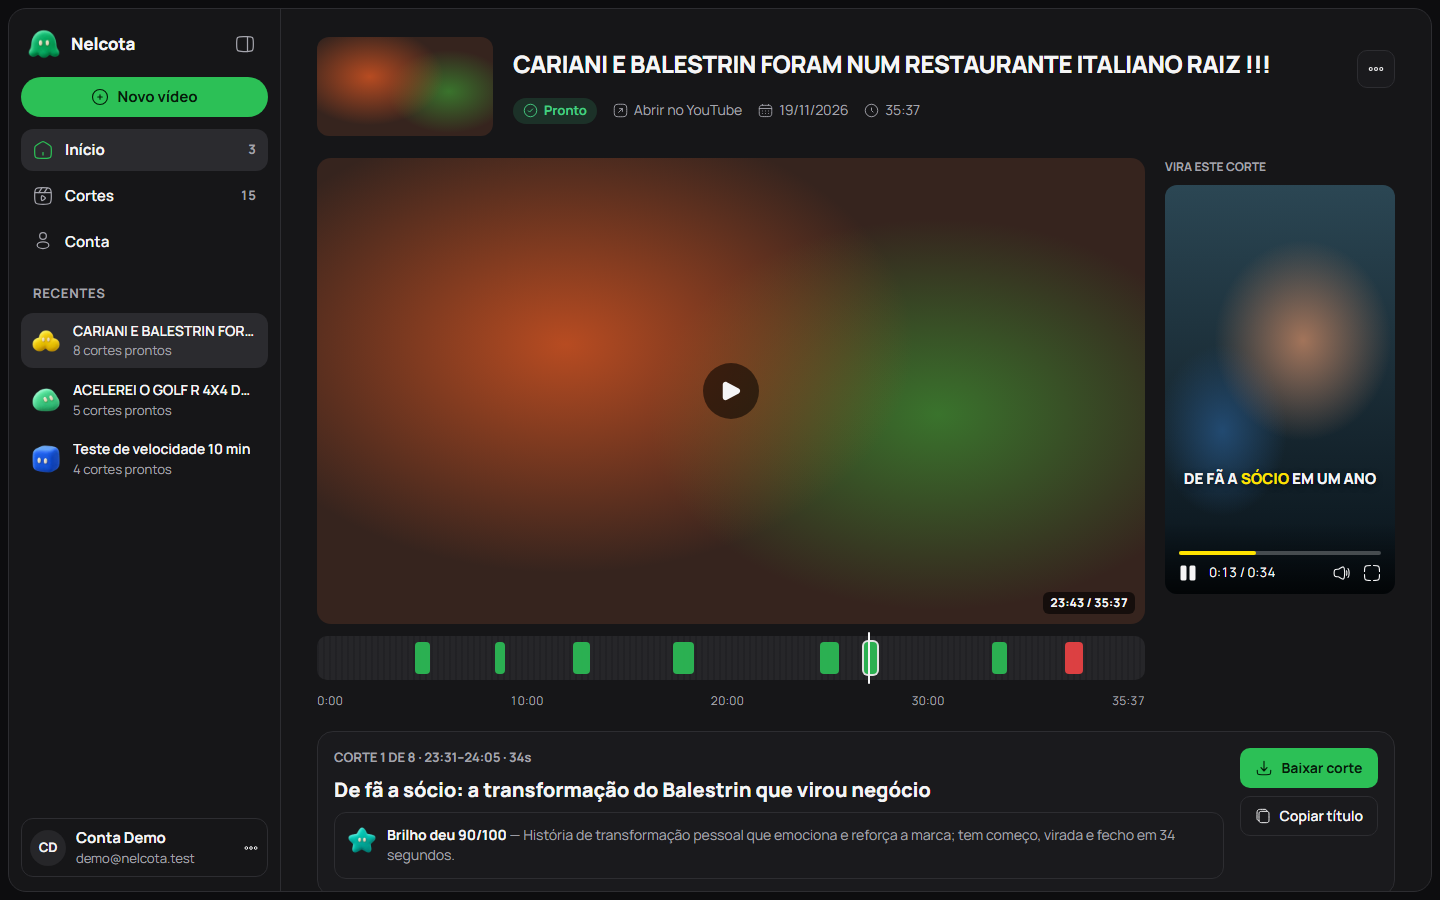 Nelcota
Novo vídeo
Início 3
Cortes 15
Conta
RECENTES
CARIANI E BALESTRIN FOR...
8 cortes prontos
ACELEREI O GOLF R 4X4 D...
5 cortes prontos
Teste de velocidade 10 min
4 cortes prontos
CD
Conta Demo
demo@nelcota.test
CARIANI E BALESTRIN FORAM NUM RESTAURANTE ITALIANO RAIZ !!!
Pronto Abrir no YouTube 19/11/2026 35:37
23:43 / 35:37
0:00 10:00 20:00 30:00 35:37
VIRA ESTE CORTE
DE FÃ A SÓCIO EM UM ANO
0:13 / 0:34
CORTE 1 DE 8 · 23:31–24:05 · 34s
De fã a sócio: a transformação do Balestrin que virou negócio
Brilho deu 90/100 — História de transformação pessoal que emociona e reforça a marca; tem começo, virada e fecho em 34
segundos.
Baixar corte
Copiar título